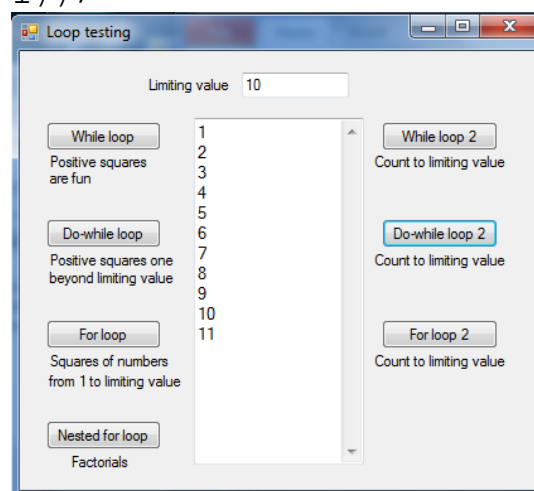 Loop testing
Limiting value 10
While loop
Positive squares
are fun
Do-while loop
Positive squares one
beyond limiting value
For loop
Squares of numbers
from 1 to limiting value
Nested for loop
Factorials
1
2
3
4
5
6
7
8
9
10
11
While loop 2
Count to limiting value
Do-while loop 2
Count to limiting value
For loop 2
Count to limiting value